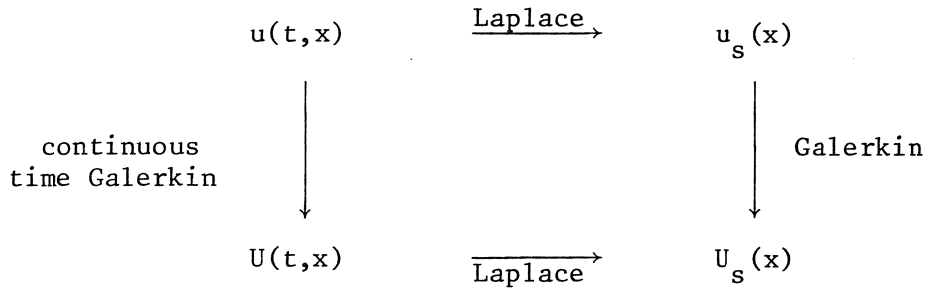 u(t,x) Laplace u_s(x)
continuous
time Galerkin
Galerkin
U(t,x) Laplace U_s(x)